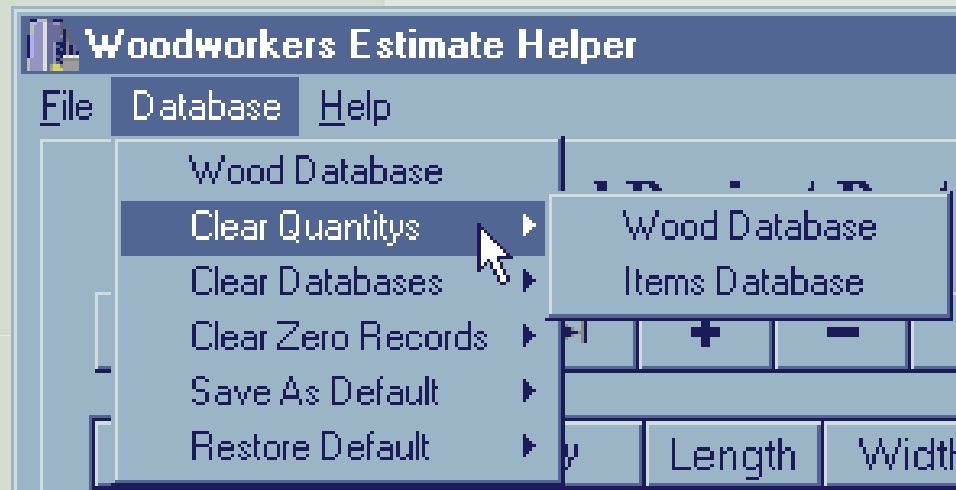 Woodworkers Estimate Helper
File Database Help
Wood Database
Clear Quantitys
Wood Database
Clear Databases
Items Database
Clear Zero Records
+ -
Save As Default
Restore Default
Length